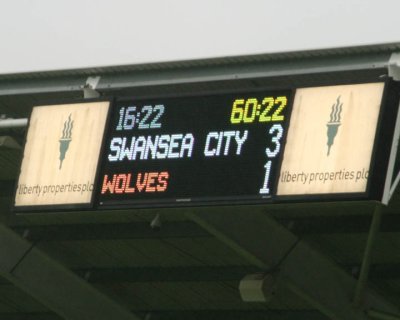 16:22 60:22
SWANSEA CITY 3
WOLVES 1
liberty properties plc
liberty properties plc